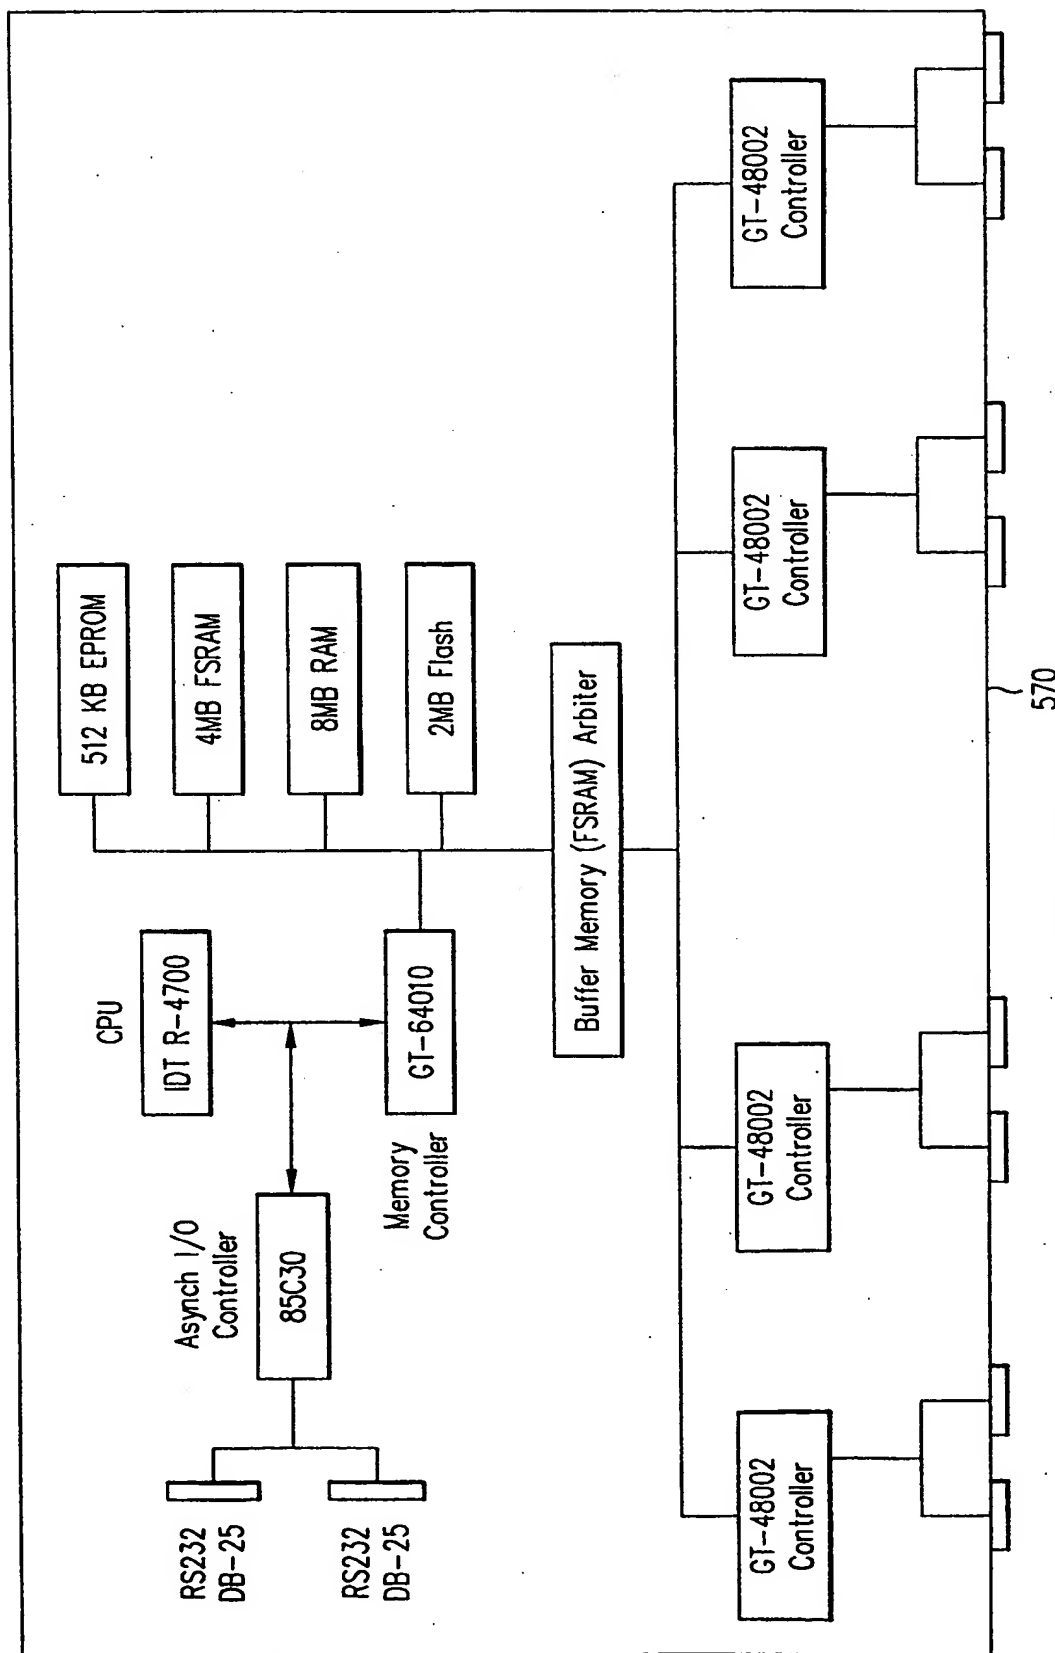 RS232
DB-25
RS232
DB-25
Asynch I/O
Controller
85C30
CPU
IDT R-4700
Memory
Controller
GT-64010
512 KB EPROM
4MB FSRAM
8MB RAM
2MB Flash
Buffer Memory (FSRAM) Arbiter
GT-48002
Controller
GT-48002
Controller
GT-48002
Controller
GT-48002
Controller
570